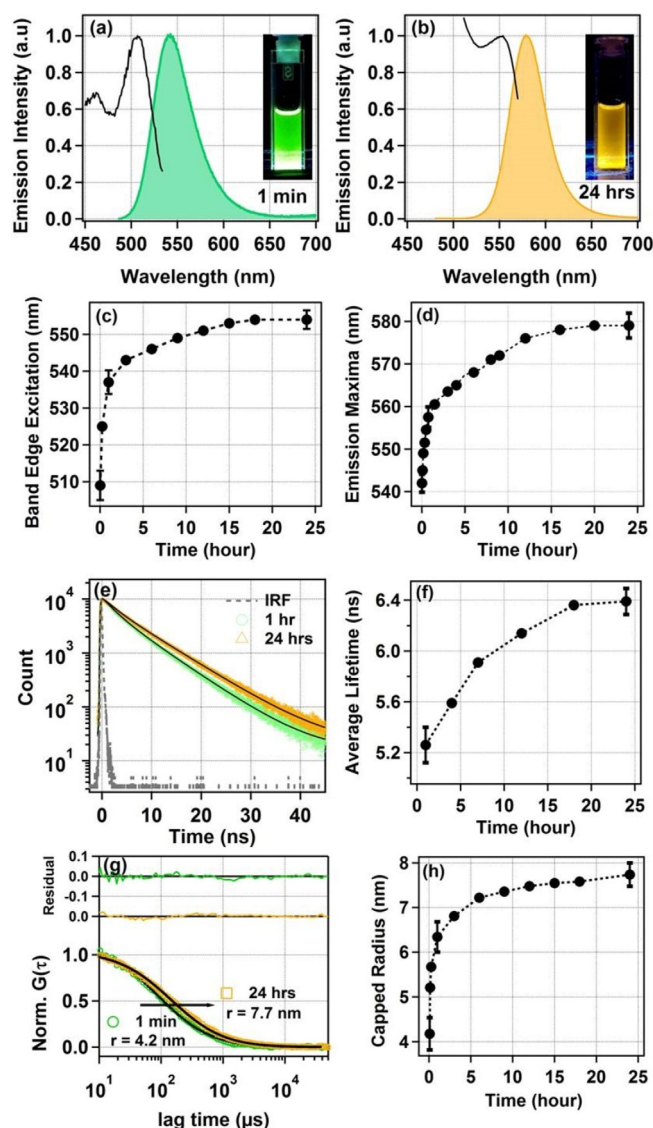 (a)
Emission Intensity (a.u)
1.0
0.8
0.6
0.4
0.2
0.0
1 min
450 500 550 600 650 700
Wavelength (nm)
(b)
Emission Intensity (a.u)
1.0
0.8
0.6
0.4
0.2
0.0
24 hrs
450 500 550 600 650 700
Wavelength (nm)
(c)
Band Edge Excitation (nm)
550
540
530
520
510
0 5 10 15 20 25
Time (hour)
(d)
Emission Maxima (nm)
580
570
560
550
540
0 5 10 15 20 25
Time (hour)
(e)
Count
10^4
10^3
10^2
10^1
IRF
1 hr
24 hrs
0 10 20 30 40
Time (ns)
(f)
Average Lifetime (ns)
6.4
6.0
5.6
5.2
0 5 10 15 20 25
Time (hour)
(g)
Residual
0.1
0.0
-0.1
0.0
Norm. G(τ)
1.0
0.5
0.0
24 hrs
r = 7.7 nm
1 min
r = 4.2 nm
10^1 10^2 10^3 10^4
lag time (μs)
(h)
Capped Radius (nm)
8
7
6
5
4
0 5 10 15 20 25
Time (hour)